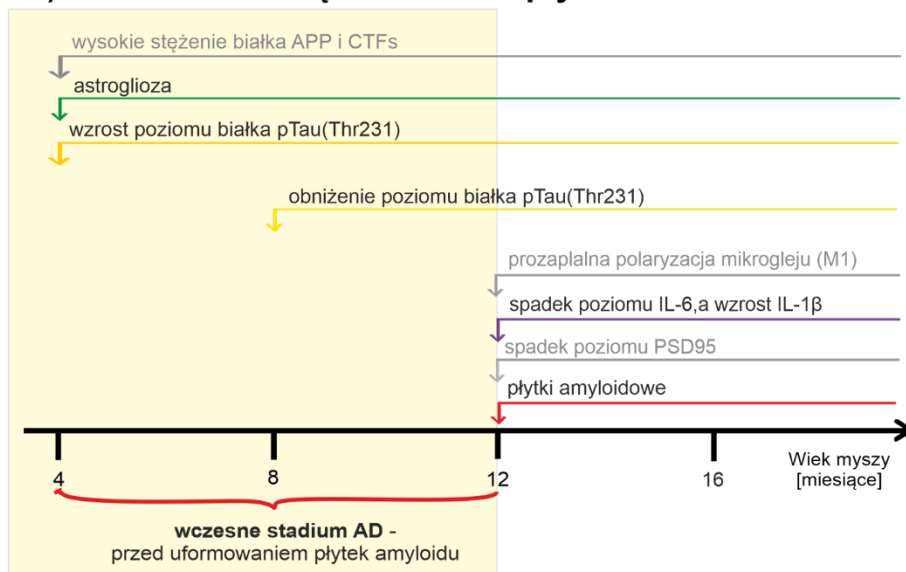 wysokie stężenie białka APP i CTFs
astroglioza
wzrost poziomu białka pTau(Thr231)
obniżenie poziomu białka pTau(Thr231)
prozaplalna polaryzacja mikrogleju (M1)
spadek poziomu IL-6,a wzrost IL-1β
spadek poziomu PSD95
płytki amyloidowe
4
8
12
16
Wiek myszy
[miesiące]
wczesne stadium AD -
przed uformowaniem płytek amyloidu